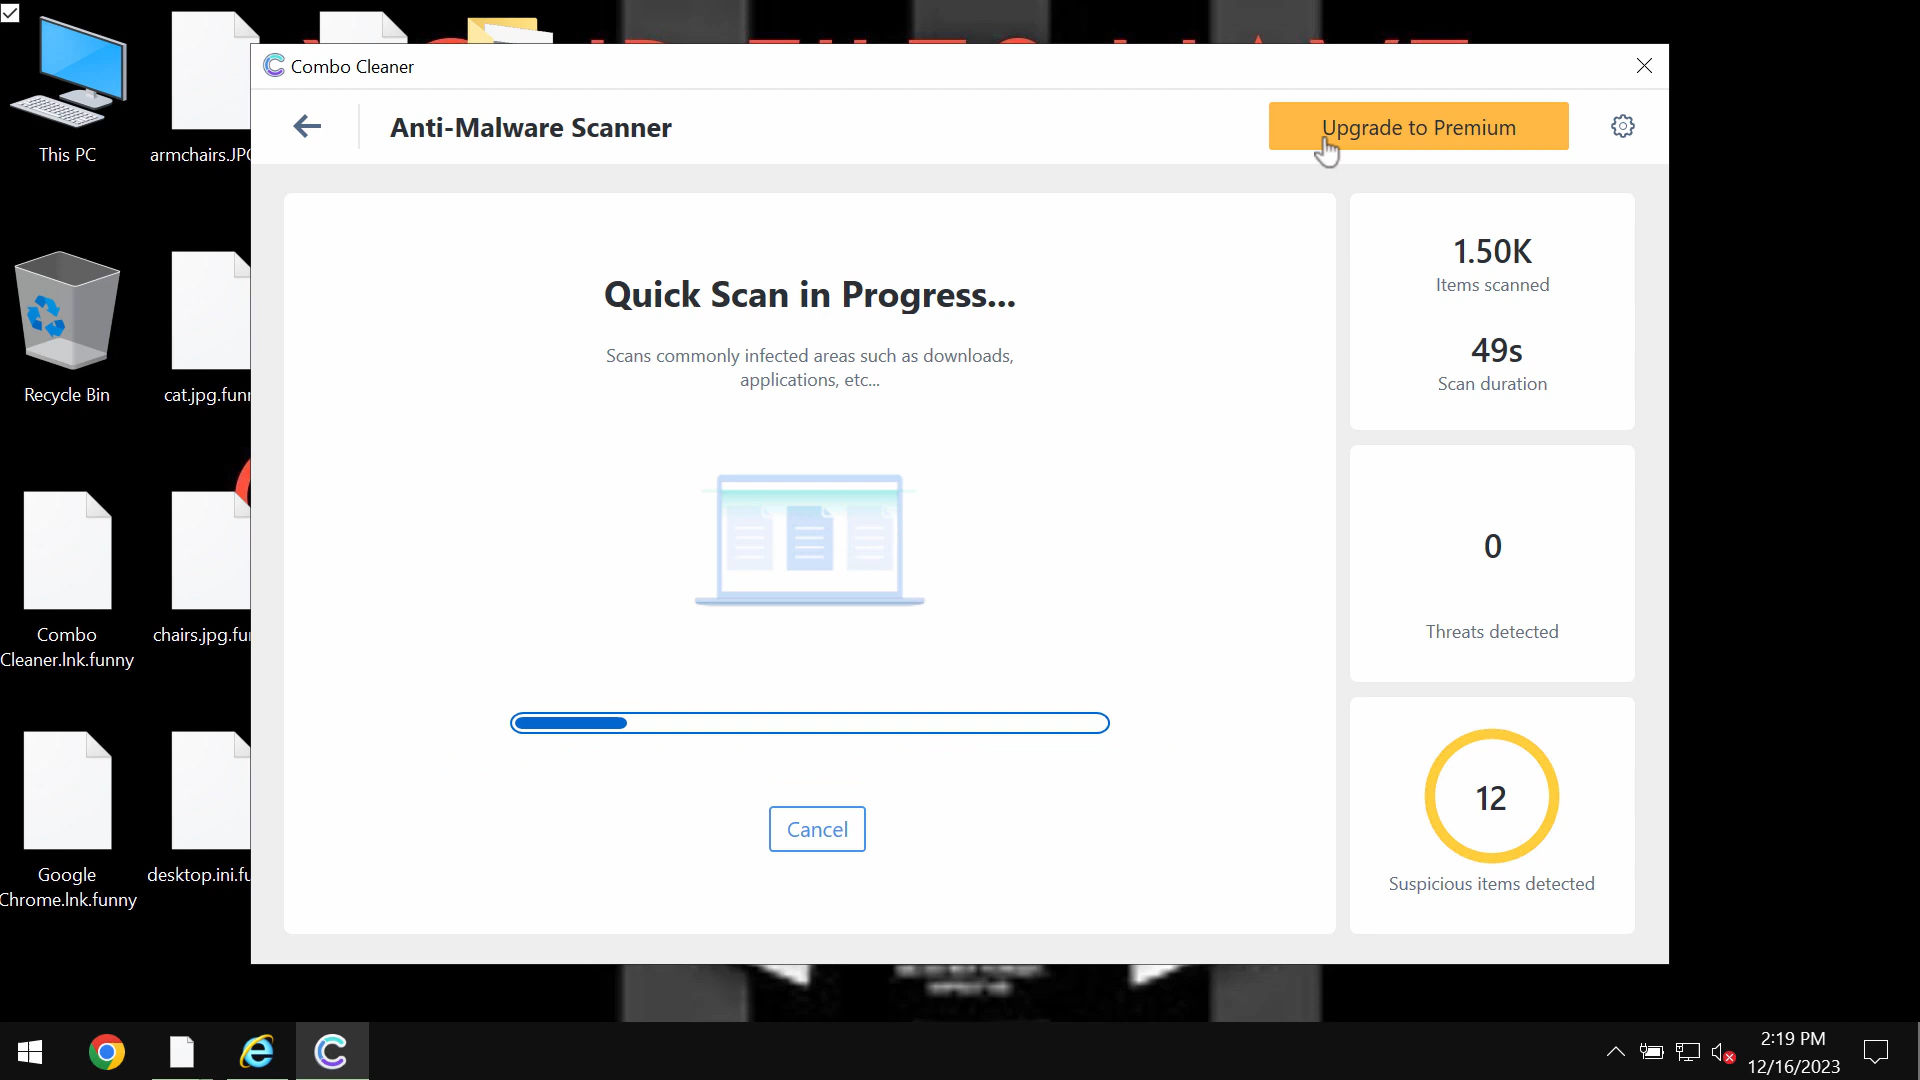 Combo Cleaner
Anti-Malware Scanner
Upgrade to Premium
This PC
armchairs.JPG
Quick Scan in Progress...
Scans commonly infected areas such as downloads,
applications, etc...
1.50K
Items scanned
49s
Scan duration
Recycle Bin
cat.jpg.funn
0
Threats detected
Combo
Cleaner.lnk.funny
chairs.jpg.fu
12
Suspicious items detected
Cancel
Google
Chrome.lnk.funny
desktop.ini.fu
2:19 PM
12/16/2023